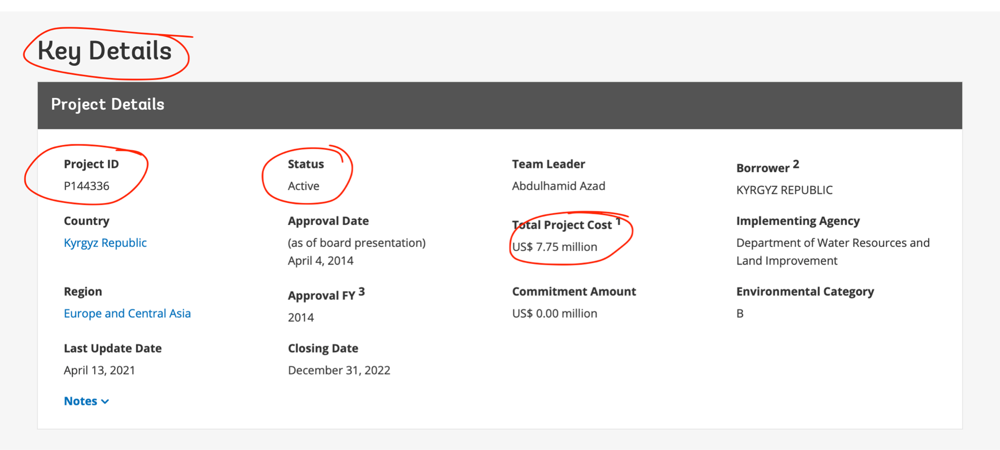 Key Details
Project Details
Project ID
P144336
Status
Active
Team Leader
Abdulhamid Azad
Borrower 2
KYRGYZ REPUBLIC
Country
Kyrgyz Republic
Approval Date
(as of board presentation)
April 4, 2014
Total Project Cost 1
US$ 7.75 million
Implementing Agency
Department of Water Resources and
Land Improvement
Region
Europe and Central Asia
Approval FY 3
2014
Commitment Amount
US$ 0.00 million
Environmental Category
B
Last Update Date
April 13, 2021
Closing Date
December 31, 2022
Notes